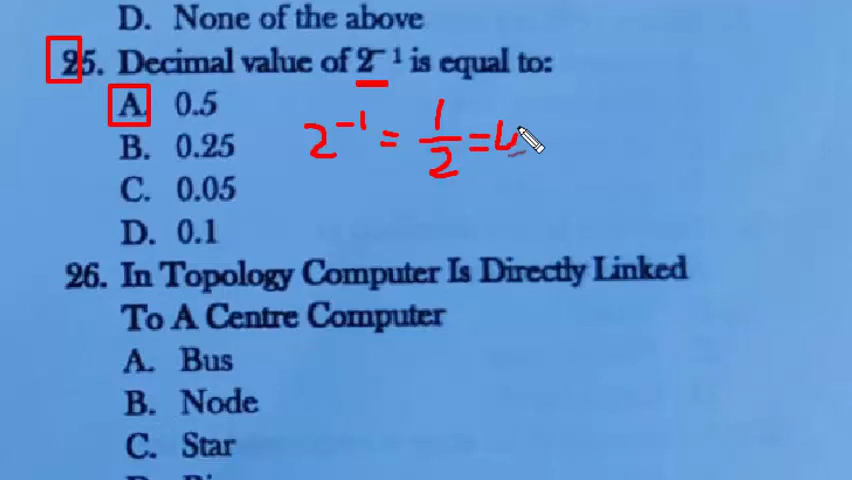 D. None of the above
25. Decimal value of 2⁻¹ is equal to:
A. 0.5
2⁻¹ = 1/2 =
B. 0.25
C. 0.05
D. 0.1
26. In Topology Computer Is Directly Linked
To A Centre Computer
A. Bus
B. Node
C. Star